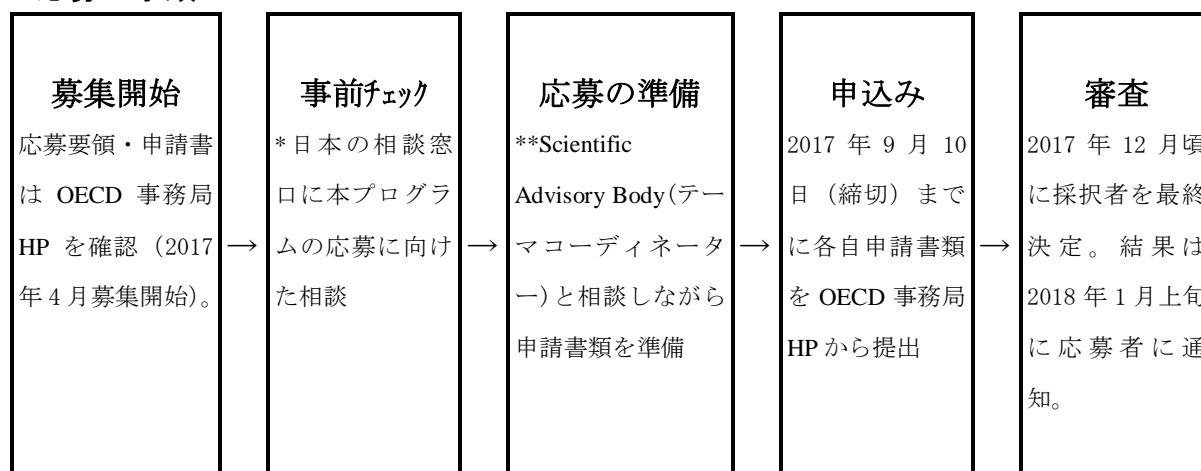 募集開始
応募要領・申請書
は OECD 事務局
HP を確認（2017
年 4 月募集開始）。
→
事前ﾁｪｯｸ
*日本の相談窓
口に本プログラ
ムの応募に向け
た相談
→
応募の準備
**Scientific
Advisory Body(テー
マコーディネータ
ー)と相談しながら
申請書類を準備
→
申込み
2017 年 9 月 10
日（締切）まで
に各自申請書類
を OECD 事務局
HP から提出
→
審査
2017 年 12 月頃
に採択者を最終
決定。結果は
2018 年 1 月上旬
に応募者に通
知。